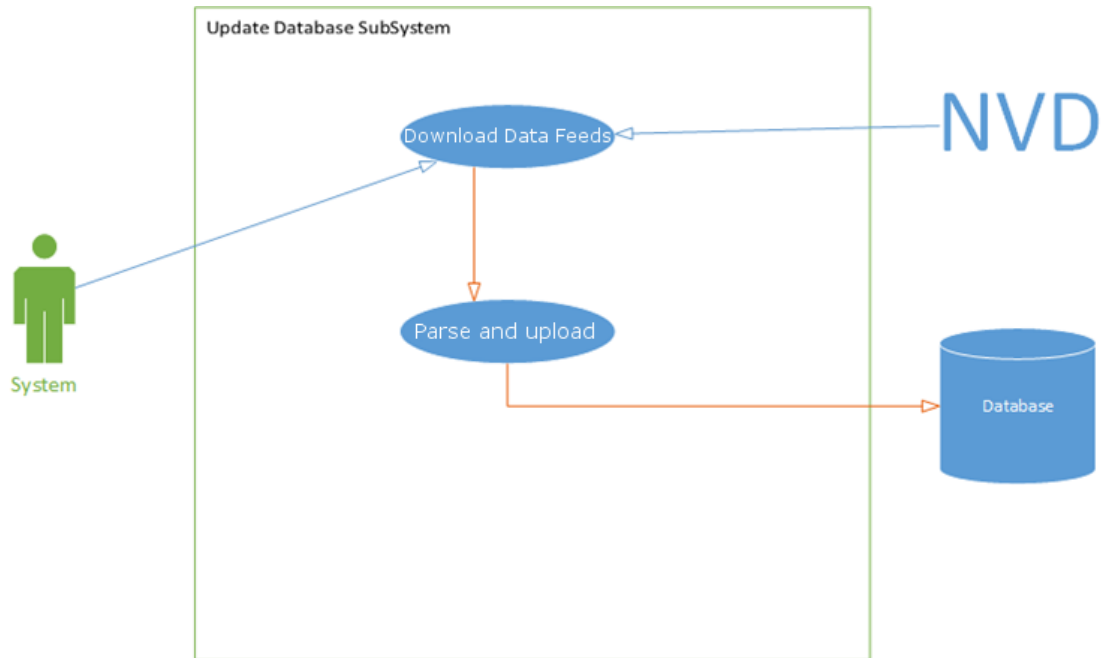 Update Database SubSystem
Download Data Feeds
NVD
Parse and upload
System
Database